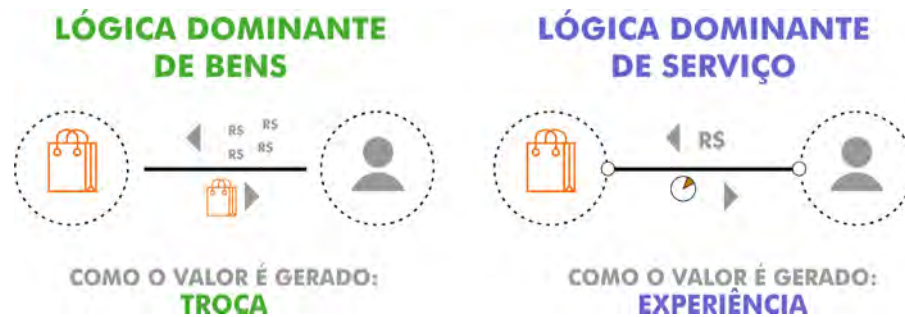 LÓGICA DOMINANTE
DE BENS
R$ R$
R$ R$
COMO O VALOR É GERADO:
TROCA
LÓGICA DOMINANTE
DE SERVIÇO
R$
COMO O VALOR É GERADO:
EXPERIÊNCIA